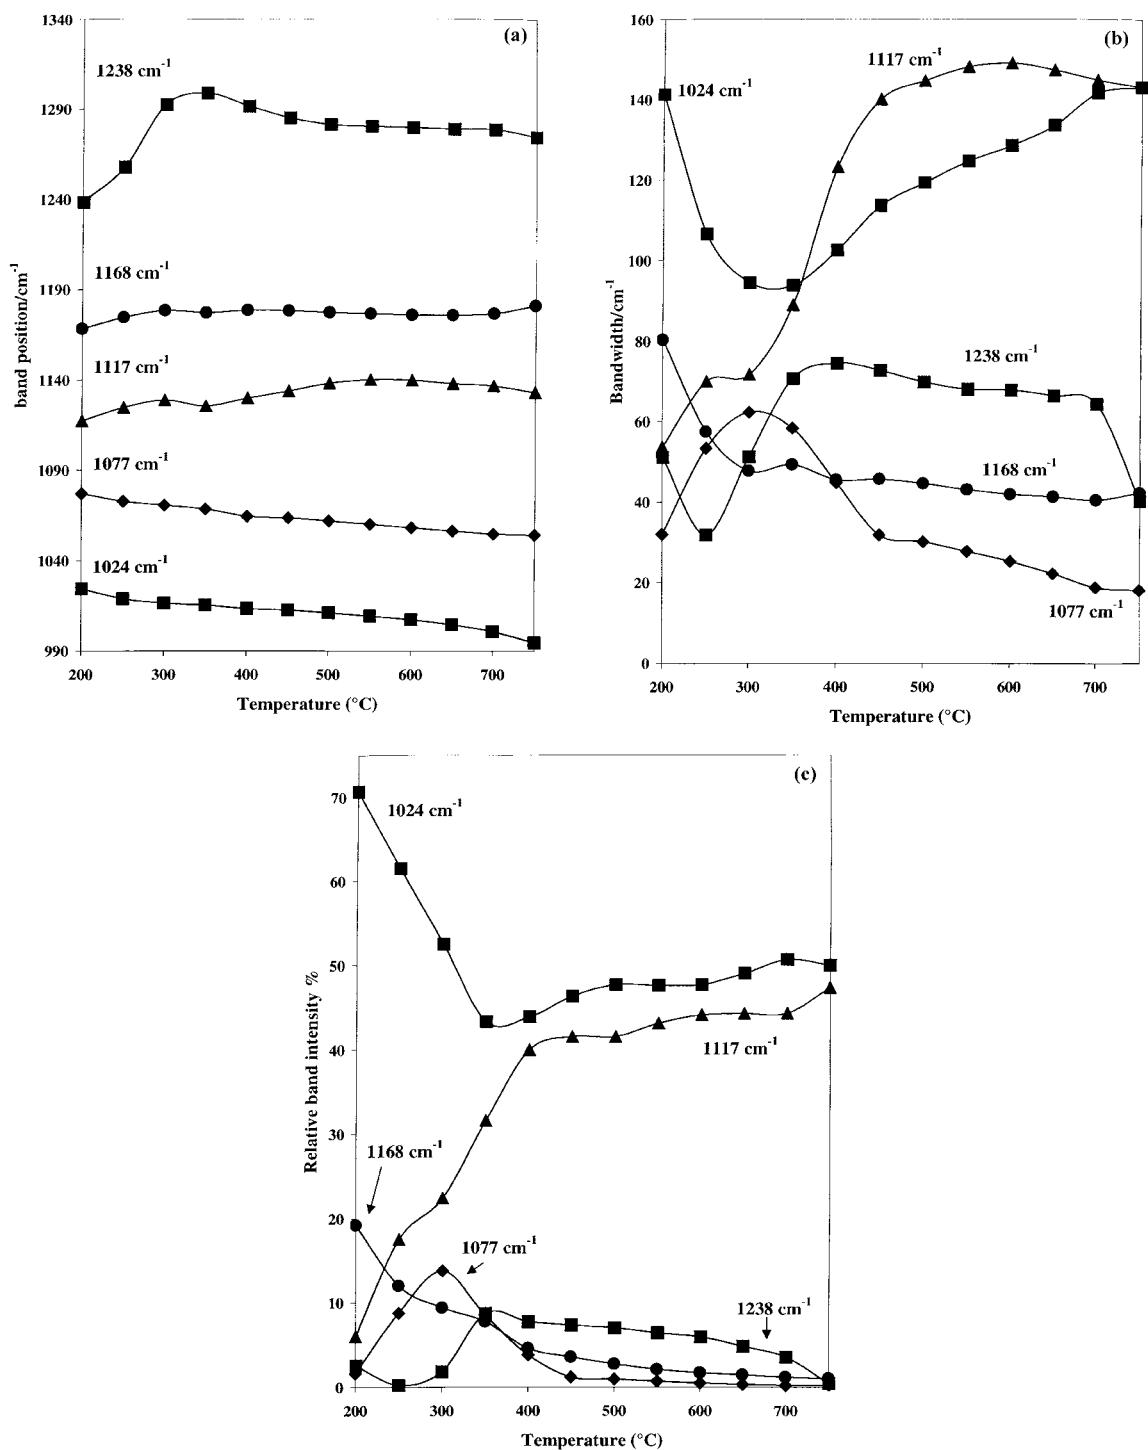 (a)
1340
1290
1240
1190
1140
1090
1040
990
band position/cm⁻¹
1238 cm⁻¹
1168 cm⁻¹
1117 cm⁻¹
1077 cm⁻¹
1024 cm⁻¹
200 300 400 500 600 700
Temperature (°C)
(b)
160
140
120
100
80
60
40
20
0
Bandwidth/cm⁻¹
1117 cm⁻¹
1024 cm⁻¹
1238 cm⁻¹
1168 cm⁻¹
1077 cm⁻¹
200 300 400 500 600 700
Temperature (°C)
(c)
70
60
50
40
30
20
10
0
Relative band intensity %
1024 cm⁻¹
1117 cm⁻¹
1168 cm⁻¹
1077 cm⁻¹
1238 cm⁻¹
200 300 400 500 600 700
Temperature (°C)